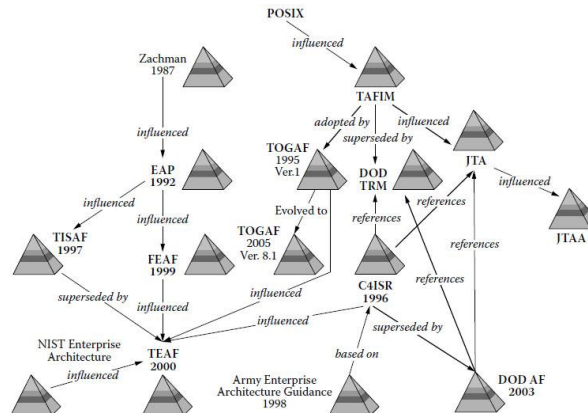 POSIX
influenced
Zachman
1987
TAFIM
influenced
adopted by
superseded by
influenced
EAP
1992
TOGAF
1995
Ver.1
DOD
TRM
JTA
influenced
influenced
influenced
Evolved to
references
references
JTAA
TISAF
1997
FEAF
1999
TOGAF
2005
Ver. 8.1
C4ISR
1996
references
references
superseded by
influenced
influenced
influenced
superseded by
NIST Enterprise
Architecture
influenced
TEAF
2000
based on
Army Enterprise
Architecture Guidance
1998
DOD AF
2003